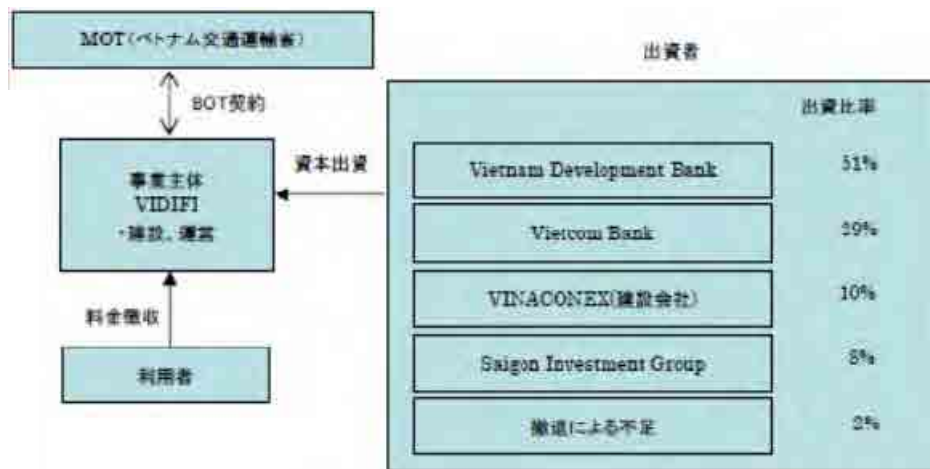 MOT(ベトナム交通運輸省)
出資者
BOT契約
出資比率
事業主体
VIDIFI
・建設、運営
資本出資
Vietnam Development Bank 51%
Vietcom Bank 29%
VINACONEX(建設会社) 10%
料金徴収
Saigon Investment Group 8%
利用者
撤退による不足 2%